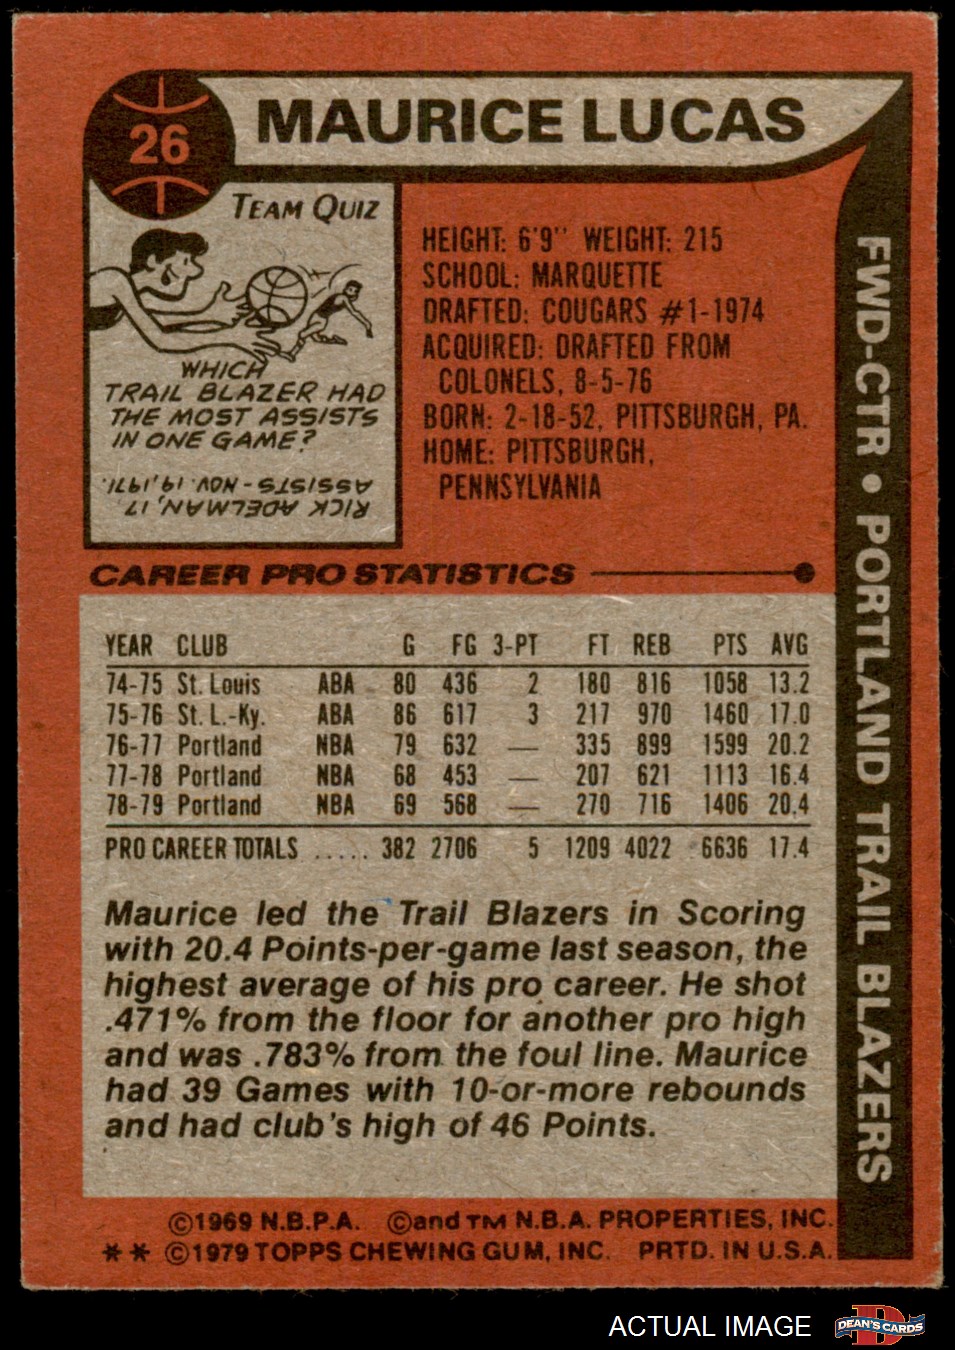 26
MAURICE LUCAS
TEAM QUIZ
WHICH
TRAIL BLAZER HAD
THE MOST ASSISTS
IN ONE GAME?
RICK ADELMAN, 17
ASSISTS - NOV. 19, 1971.
HEIGHT: 6'9" WEIGHT: 215
SCHOOL: MARQUETTE
DRAFTED: COUGARS #1-1974
ACQUIRED: DRAFTED FROM
COLONELS, 8-5-76
BORN: 2-18-52, PITTSBURGH, PA.
HOME: PITTSBURGH,
PENNSYLVANIA
FWD-CTR • PORTLAND TRAIL BLAZERS
CAREER PRO STATISTICS
YEAR CLUB G FG 3-PT FT REB PTS AVG
74-75 St. Louis ABA 80 436 2 180 816 1058 13.2
75-76 St. L.-Ky. ABA 86 617 3 217 970 1460 17.0
76-77 Portland NBA 79 632 — 335 899 1599 20.2
77-78 Portland NBA 68 453 — 207 621 1113 16.4
78-79 Portland NBA 69 568 — 270 716 1406 20.4
PRO CAREER TOTALS ..... 382 2706 5 1209 4022 6636 17.4
Maurice led the Trail Blazers in Scoring
with 20.4 Points-per-game last season, the
highest average of his pro career. He shot
.471% from the floor for another pro high
and was .783% from the foul line. Maurice
had 39 Games with 10-or-more rebounds
and had club's high of 46 Points.
©1969 N.B.P.A. ©and TM N.B.A. PROPERTIES, INC.
** ©1979 TOPPS CHEWING GUM, INC. PRTD. IN U.S.A.
ACTUAL IMAGE
D
DEAN'S CARDS